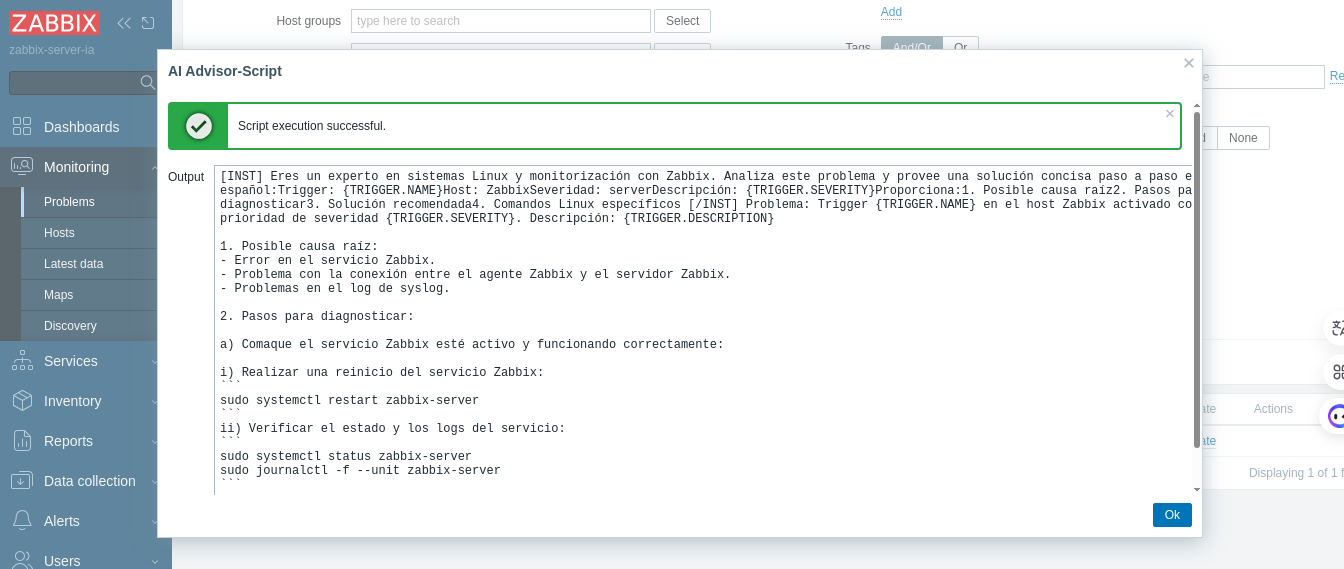 ZABBIX
zabbix-server-ia
Dashboards
Monitoring
Problems
Hosts
Latest data
Maps
Discovery
Services
Inventory
Reports
Data collection
Alerts
Users
Host groups
type here to search
Select
Add
Tags
And/Or
Or
None
Actions
Displaying 1 of 1 f
AI Advisor-Script
Script execution successful.
Output
[INST] Eres un experto en sistemas Linux y monitorización con Zabbix. Analiza este problema y provee una solución concisa paso a paso e
español:Trigger: {TRIGGER.NAME}Host: ZabbixSeveridad: serverDescripción: {TRIGGER.SEVERITY}Proporciona:1. Posible causa raíz2. Pasos pa
diagnosticar3. Solución recomendada4. Comandos Linux específicos [/INST] Problema: Trigger {TRIGGER.NAME} en el host Zabbix activado co
prioridad de severidad {TRIGGER.SEVERITY}. Descripción: {TRIGGER.DESCRIPTION}
1. Posible causa raíz:
- Error en el servicio Zabbix.
- Problema con la conexión entre el agente Zabbix y el servidor Zabbix.
- Problemas en el log de syslog.
2. Pasos para diagnosticar:
a) Comaque el servicio Zabbix esté activo y funcionando correctamente:
i) Realizar una reinicio del servicio Zabbix:
```
sudo systemctl restart zabbix-server
```
ii) Verificar el estado y los logs del servicio:
```
sudo systemctl status zabbix-server
sudo journalctl -f --unit zabbix-server
```
Ok